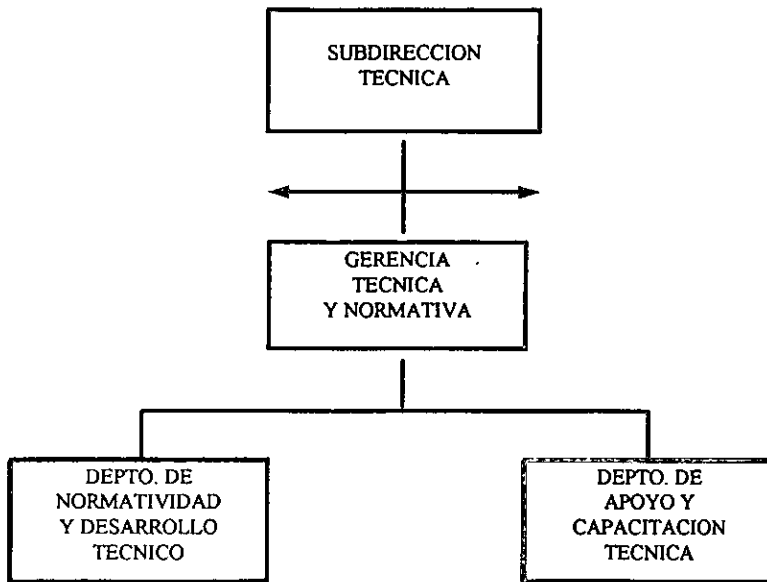 SUBDIRECCION
TECNICA
GERENCIA
TECNICA
Y NORMATIVA
DEPTO. DE
NORMATIVIDAD
Y DESARROLLO
TECNICO
DEPTO. DE
APOYO Y
CAPACITACION
TECNICA